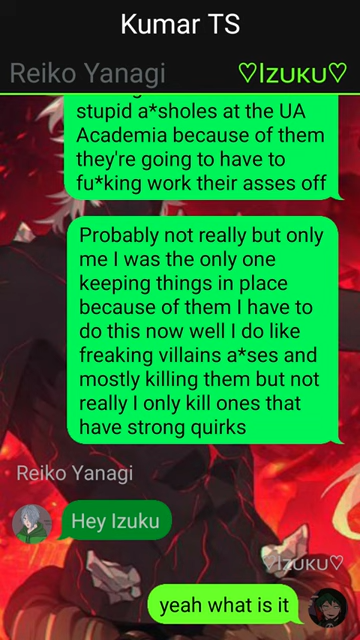 Kumar TS
Reiko Yanagi ♡Izuku♡
stupid a*sholes at the UA
Academia because of them
they're going to have to
fu*king work their asses off
Probably not really but only
me I was the only one
keeping things in place
because of them I have to
do this now well I do like
freaking villains a*ses and
mostly killing them but not
really I only kill ones that
have strong quirks
Reiko Yanagi
Hey Izuku
♡Izuku♡
yeah what is it